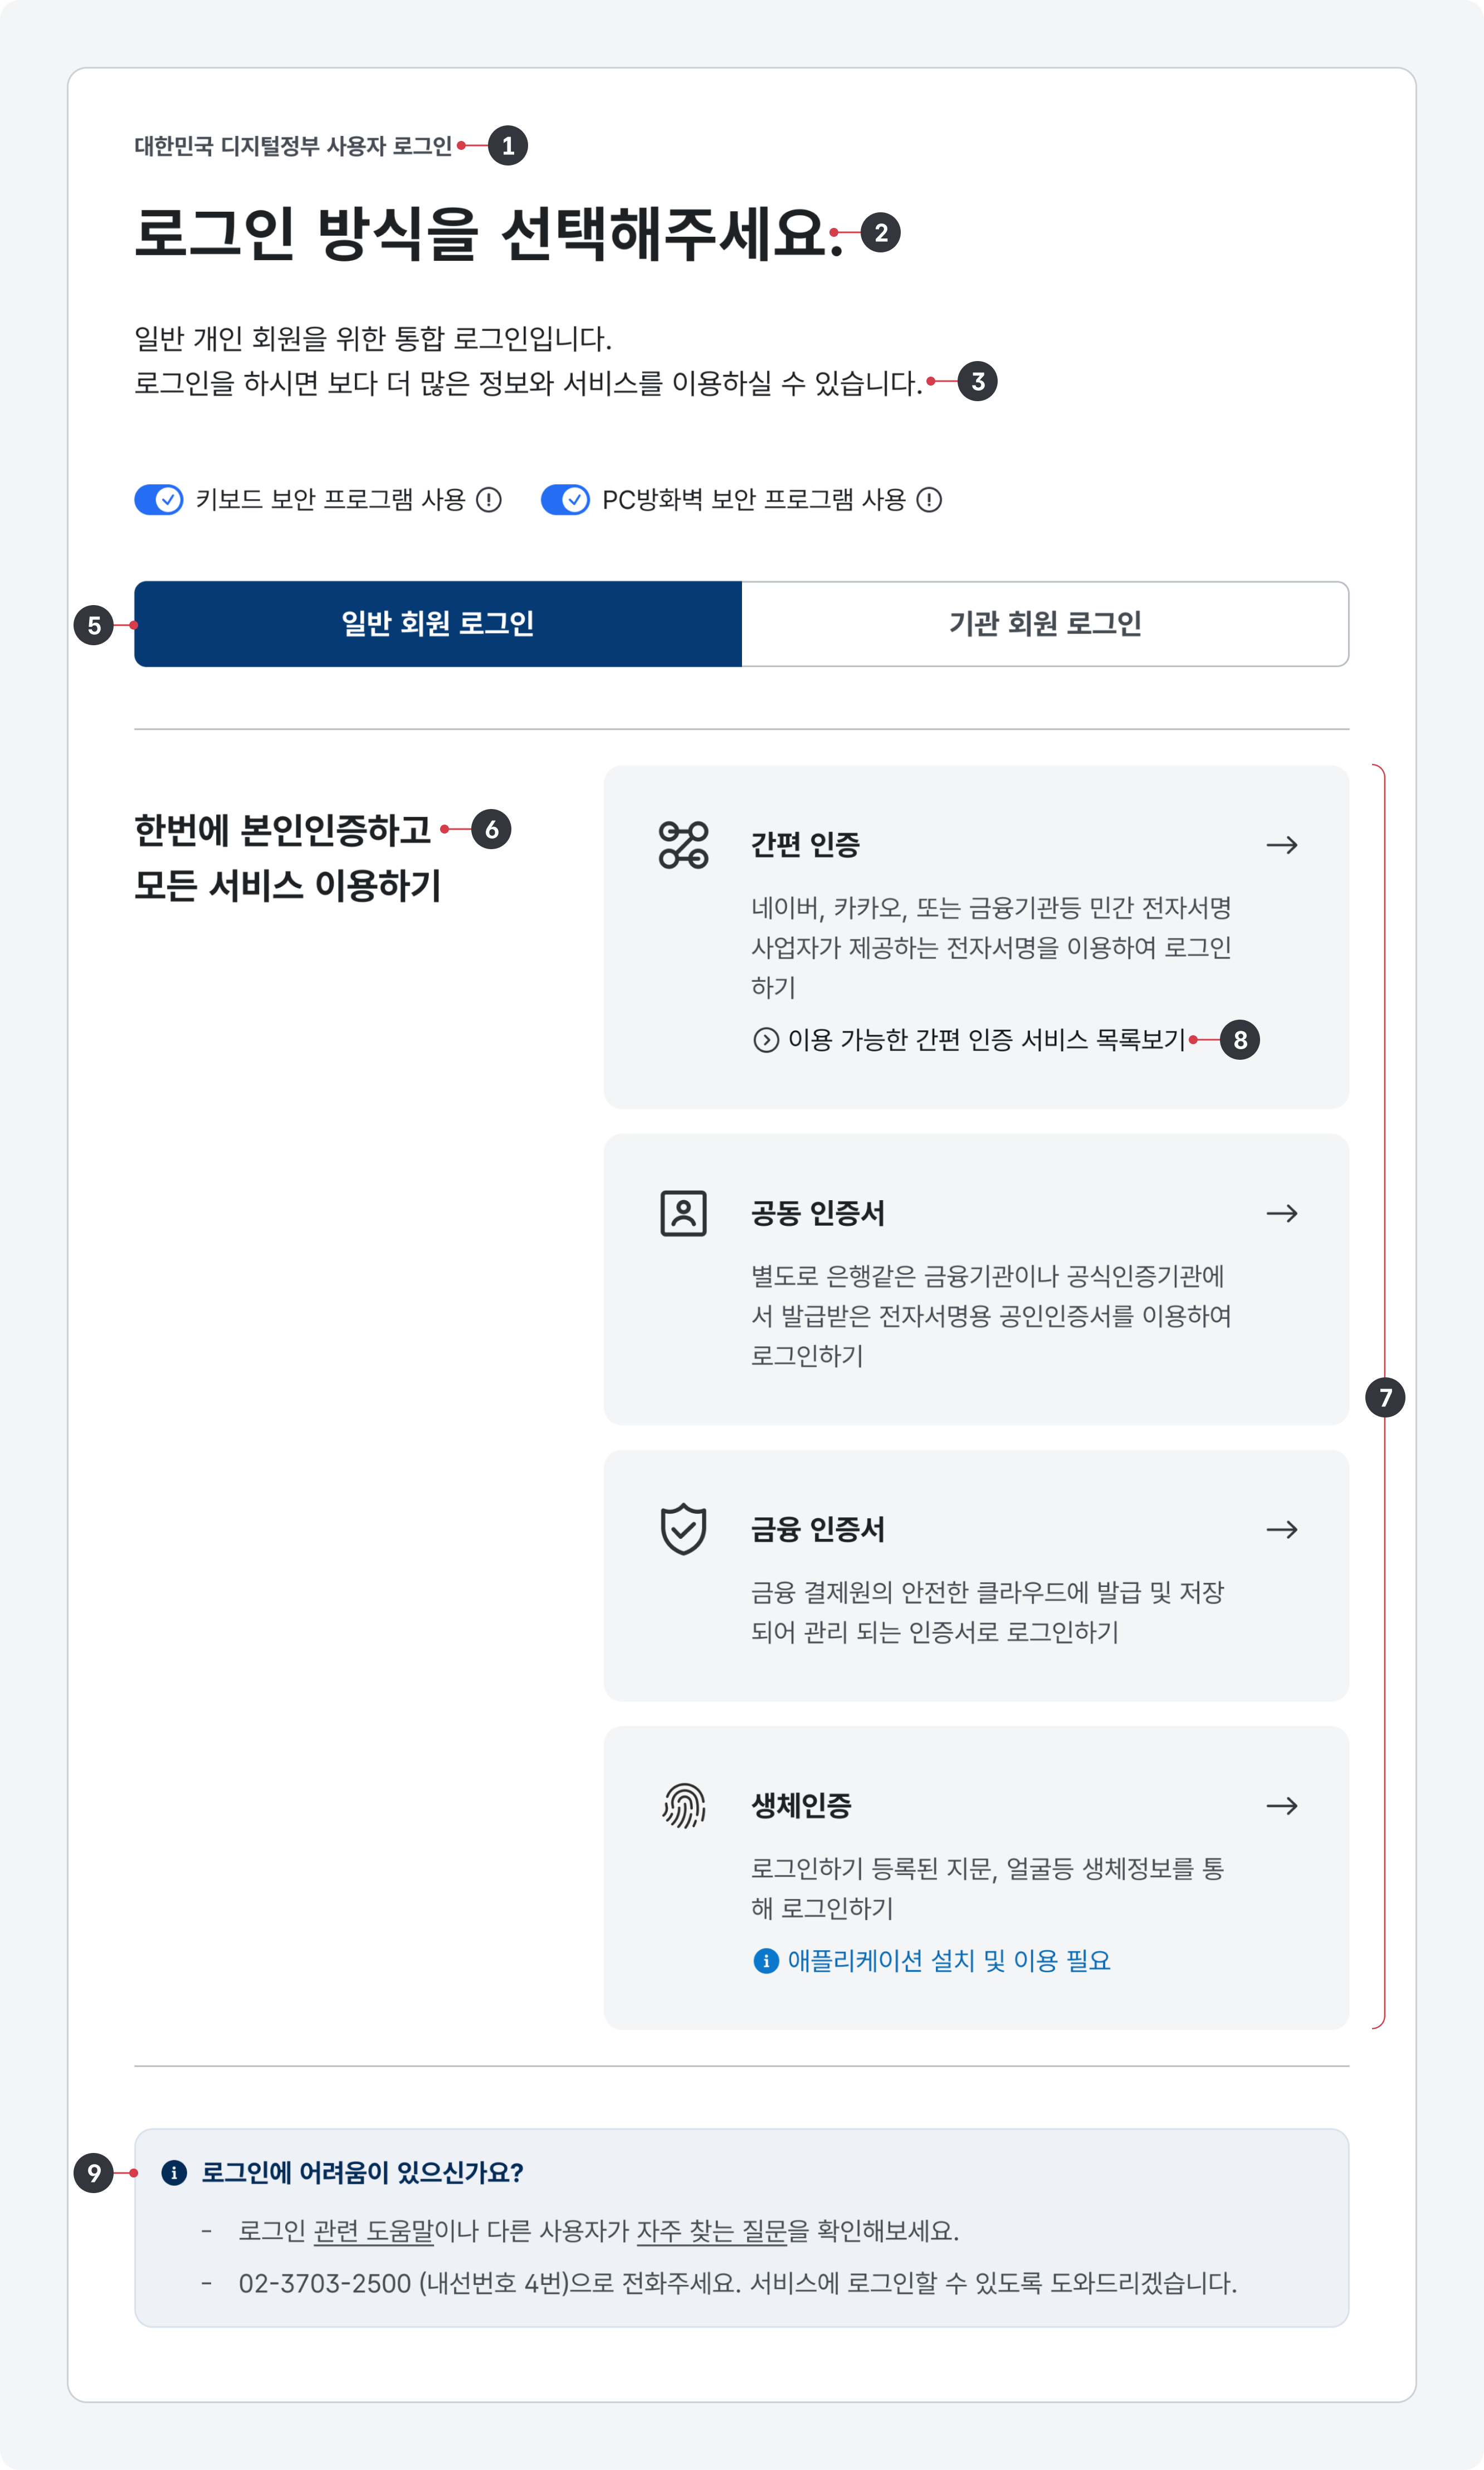 대한민국 디지털정부 사용자 로그인 1
로그인 방식을 선택해주세요. 2
일반 개인 회원을 위한 통합 로그인입니다.
로그인을 하시면 보다 더 많은 정보와 서비스를 이용하실 수 있습니다. 3
키보드 보안 프로그램 사용 PC방화벽 보안 프로그램 사용
5 일반 회원 로그인 기관 회원 로그인
한번에 본인인증하고 6
모든 서비스 이용하기
간편 인증
네이버, 카카오, 또는 금융기관등 민간 전자서명
사업자가 제공하는 전자서명을 이용하여 로그인
하기
이용 가능한 간편 인증 서비스 목록보기 8
공동 인증서
별도로 은행같은 금융기관이나 공식인증기관에
서 발급받은 전자서명용 공인인증서를 이용하여
로그인하기
7
금융 인증서
금융 결제원의 안전한 클라우드에 발급 및 저장
되어 관리 되는 인증서로 로그인하기
생체인증
로그인하기 등록된 지문, 얼굴등 생체정보를 통
해 로그인하기
애플리케이션 설치 및 이용 필요
9 로그인에 어려움이 있으신가요?
- 로그인 관련 도움말이나 다른 사용자가 자주 찾는 질문을 확인해보세요.
- 02-3703-2500 (내선번호 4번)으로 전화주세요. 서비스에 로그인할 수 있도록 도와드리겠습니다.